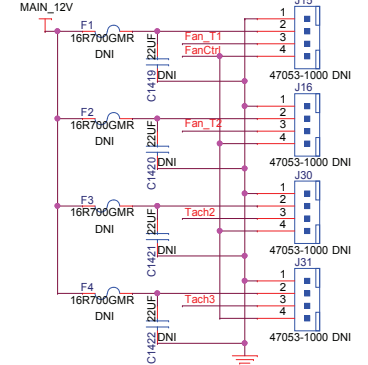 MAIN_12V
J15
F1
16R700GMR
DNI
22UF
C1419
DNI
Fan_T1
FanCtrl
1
2
3
4
47053-1000 DNI
J16
F2
16R700GMR
DNI
22UF
C1420
DNI
Fan_T2
1
2
3
4
47053-1000 DNI
J30
F3
16R700GMR
DNI
22UF
C1421
DNI
Tach2
1
2
3
4
47053-1000 DNI
J31
F4
16R700GMR
DNI
22UF
C1422
DNI
Tach3
1
2
3
4
47053-1000 DNI